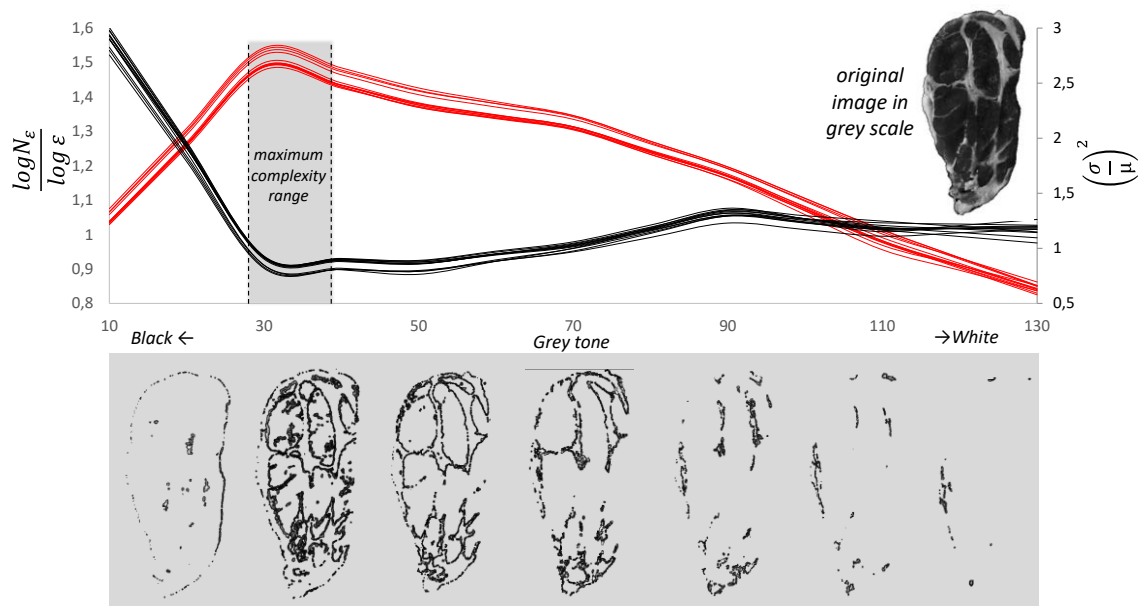 1,6
1,5
1,4
1,3
1,2
1,1
1
0,9
0,8
logN_ε
log ε
maximum
complexity
range
original
image in
grey scale
3
2,5
2
1,5
1
0,5
(σ/μ)²
10 30 50 70 90 110 130
Black ← Grey tone →White